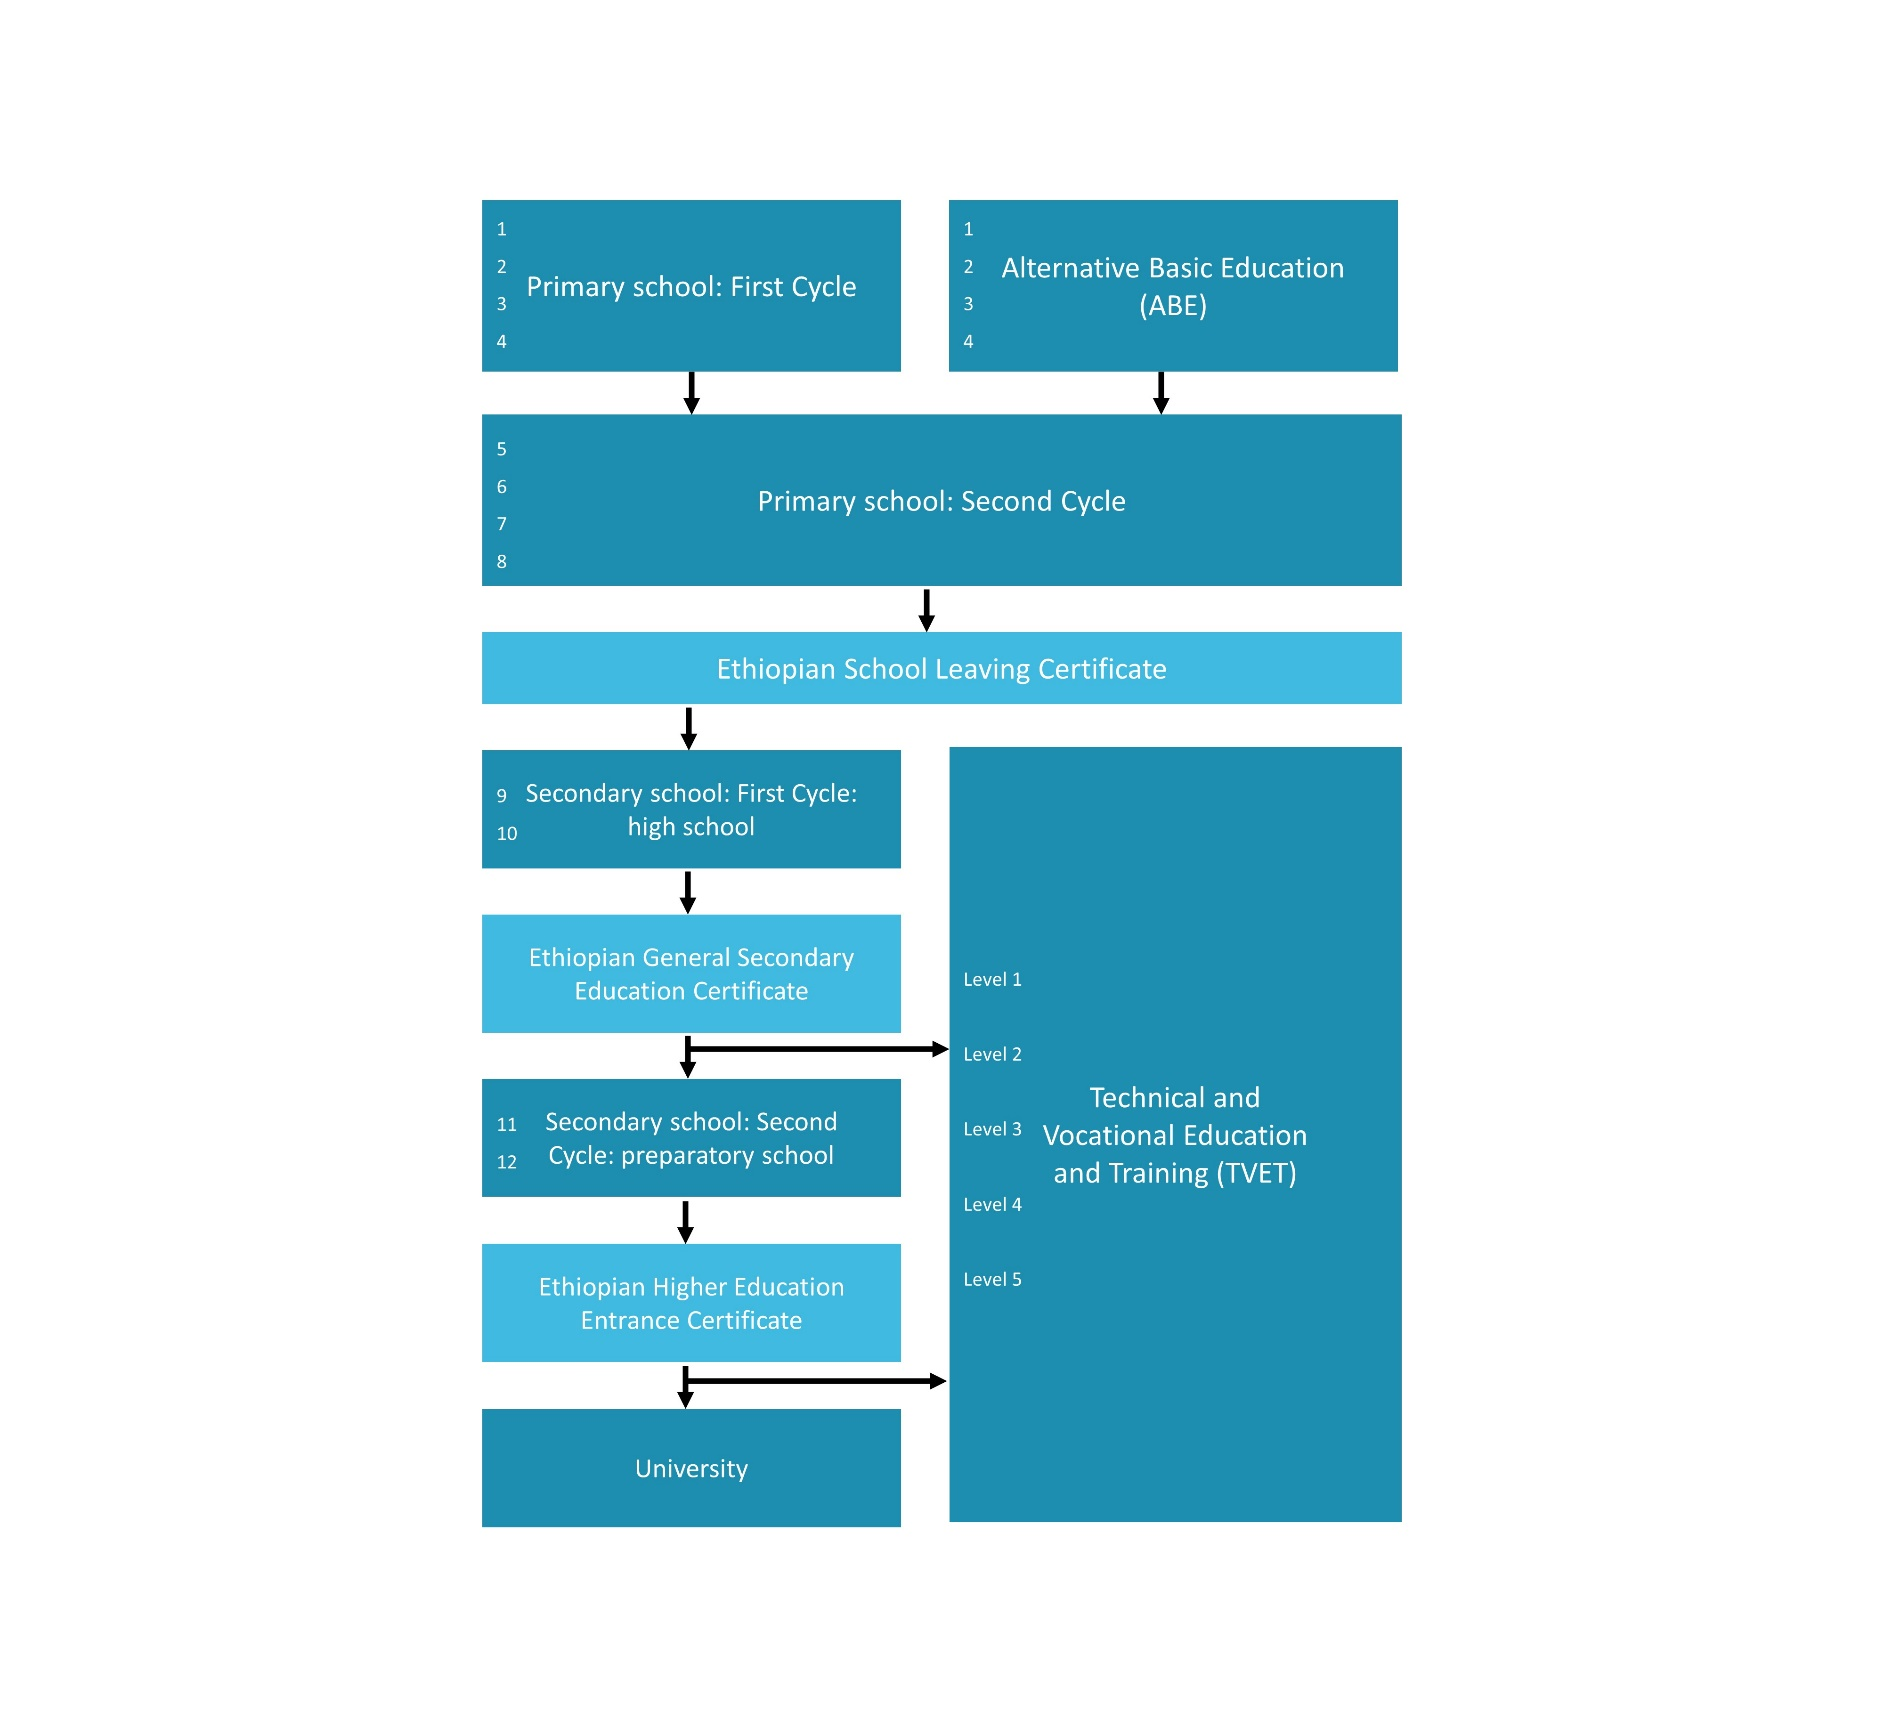 1
2
3
4
Primary school: First Cycle
1
2
3
4
Alternative Basic Education
(ABE)
5
6
7
8
Primary school: Second Cycle
Ethiopian School Leaving Certificate
9
10
Secondary school: First Cycle:
high school
Ethiopian General Secondary
Education Certificate
11
12
Secondary school: Second
Cycle: preparatory school
Ethiopian Higher Education
Entrance Certificate
University
Level 1
Level 2
Level 3
Level 4
Level 5
Technical and
Vocational Education
and Training (TVET)